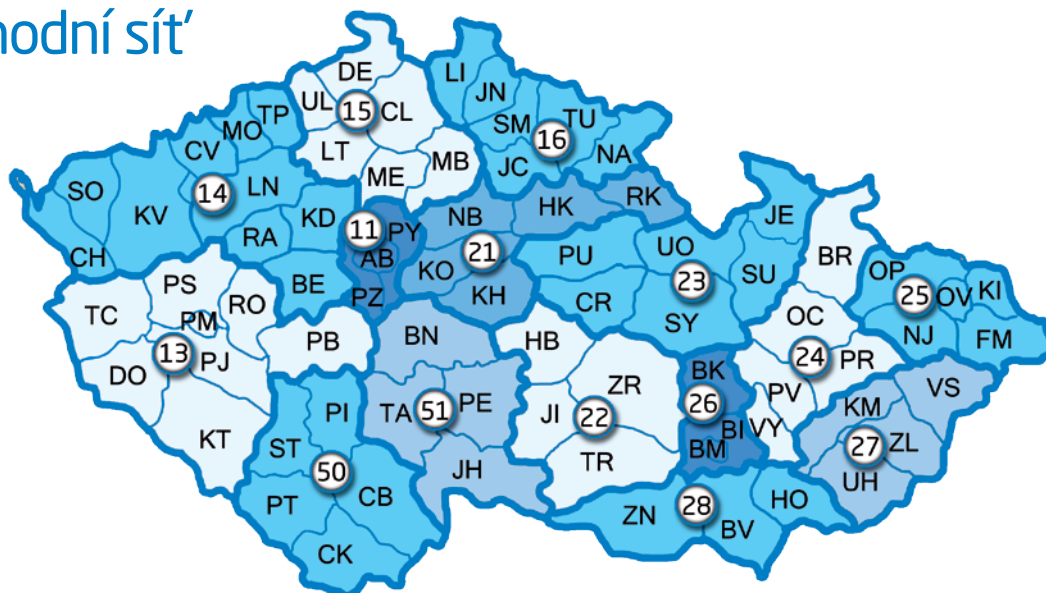 hodní síť
DE
LI
UL
15
CL
JN
TP
MO
SM
TU
16
CV
LT
MB
NA
JC
ME
SO
14
LN
KV
KD
NB
HK
RK
JE
11
PY
RA
21
CH
AB
KO
PU
UO
BR
SU
OP
KI
BE
PZ
KH
23
25
OV
PS
RO
CR
TC
PM
SY
OC
NJ
FM
PB
BN
HB
13
PJ
24
PR
DO
BK
ZR
PV
VS
PI
TA
51
PE
JI
22
26
KM
BI
VY
KT
ST
BM
27
ZL
TR
50
JH
UH
CB
PT
HO
ZN
28
BV
CK